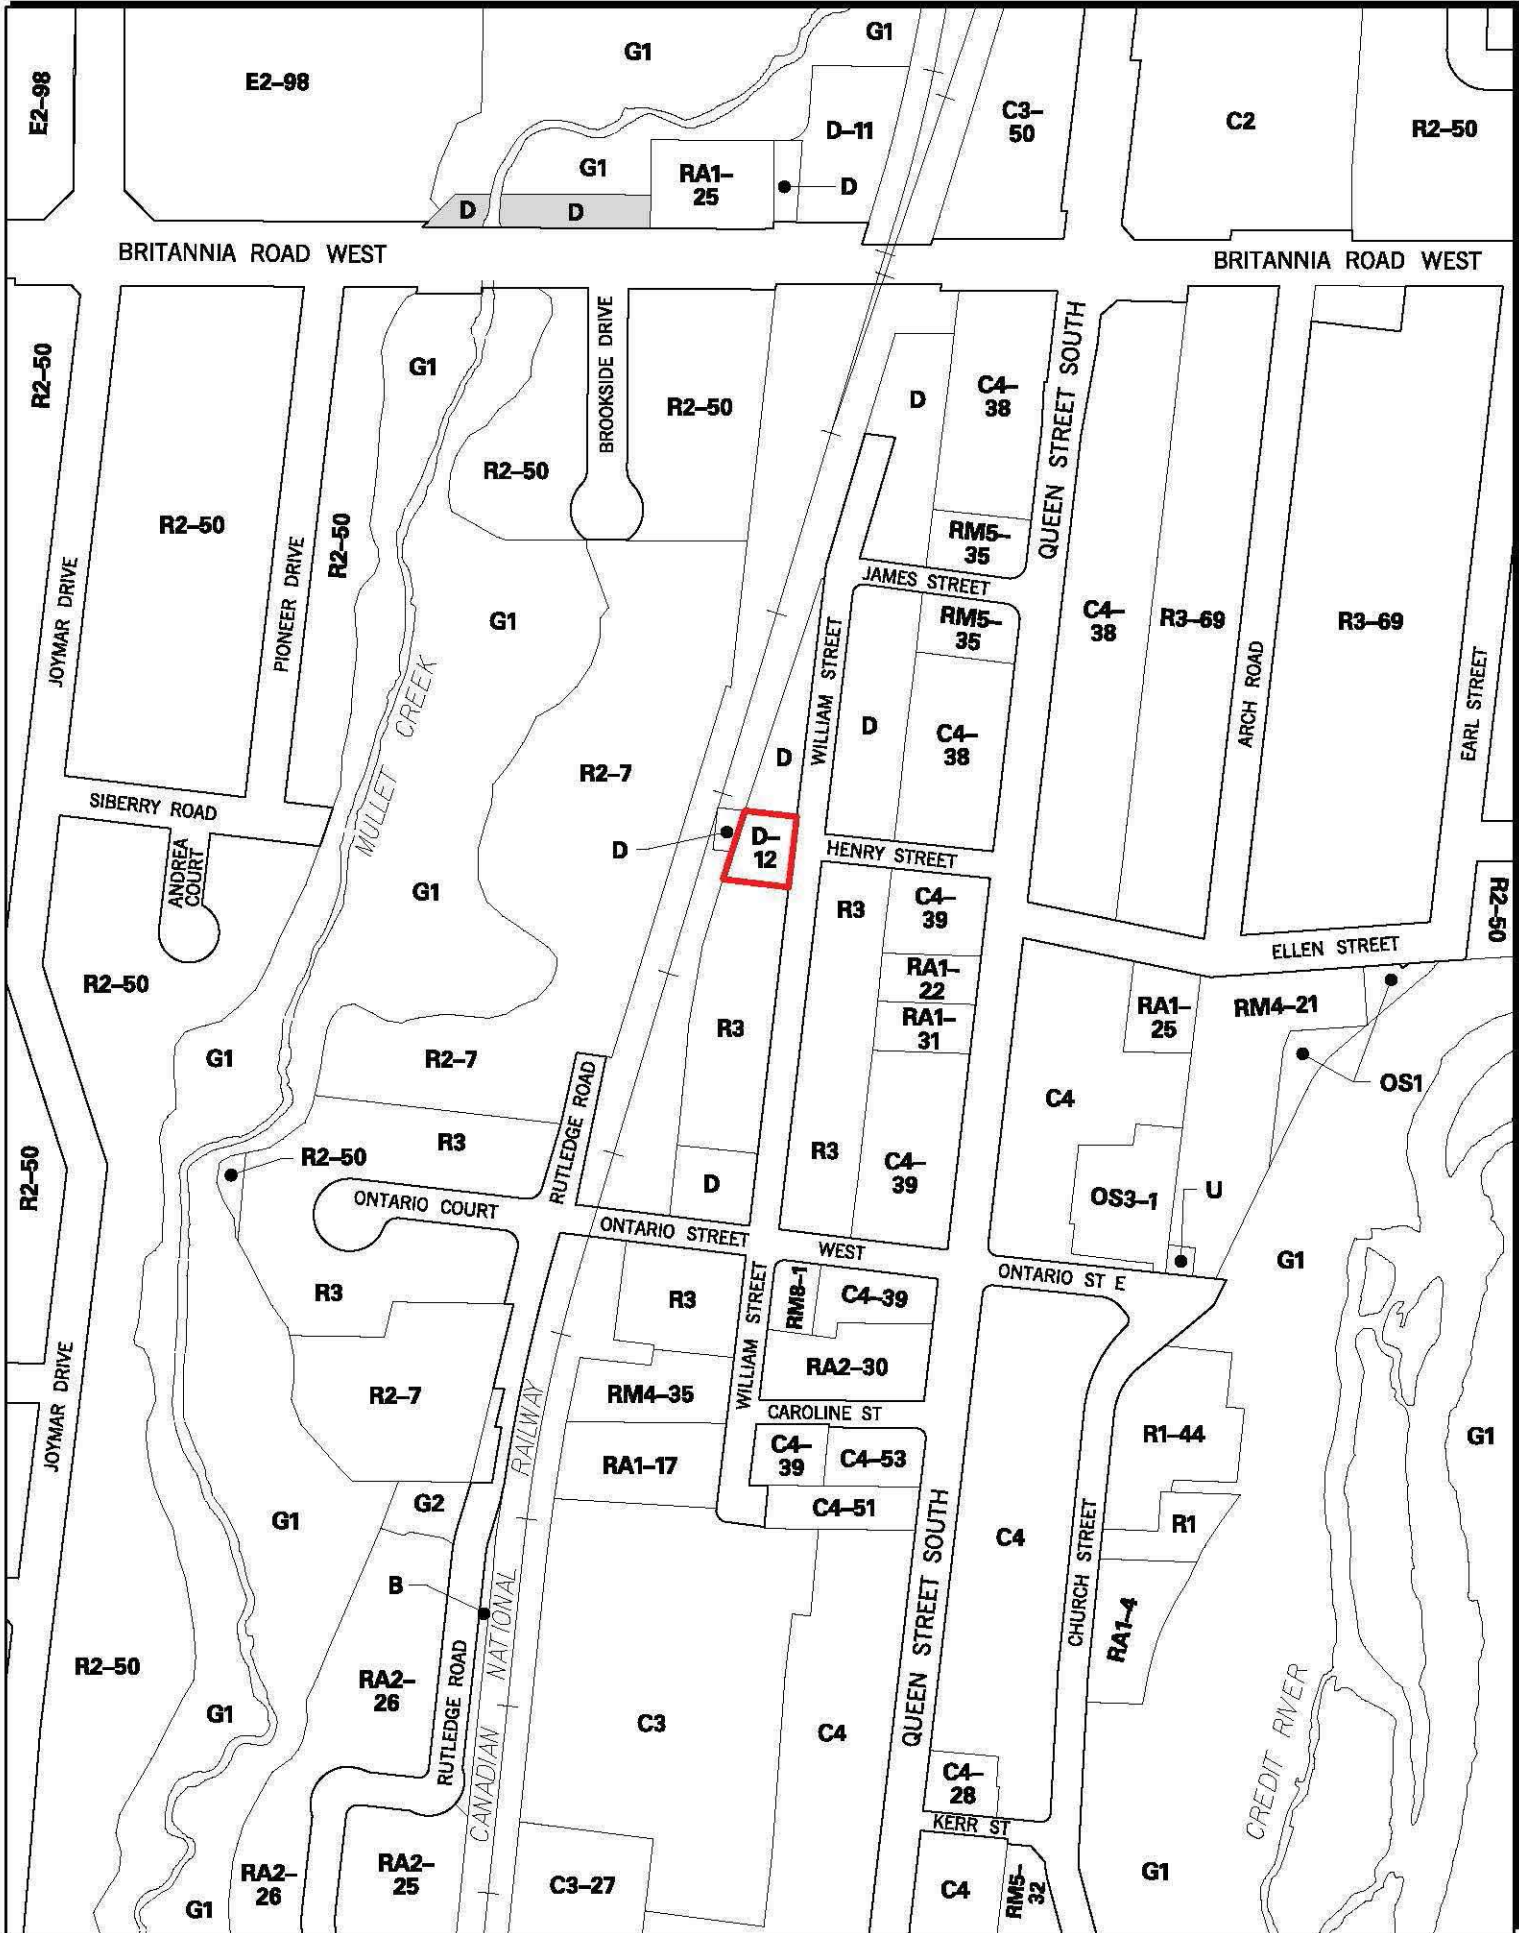 G1
G1
E2–98
E2–98
C3–
50
C2
R2–50
D–11
G1
RA1–
25
D
D
D
BRITANNIA ROAD WEST
BRITANNIA ROAD WEST
R2–50
G1
BROOKSIDE DRIVE
R2–50
D
C4–
38
QUEEN STREET SOUTH
R2–50
R2–50
PIONEER DRIVE
R2–50
RM5–
35
JAMES STREET
JOYMAR DRIVE
G1
MULLET CREEK
WILLIAM STREET
RM5–
35
C4–
38
R3–69
R3–69
ARCH ROAD
EARL STREET
D
C4–
38
D
R2–7
SIBERRY ROAD
ANDREA
COURT
D
D–
12
HENRY STREET
G1
R3
C4–
39
R2–50
ELLEN STREET
R2–50
RA1–
22
RA1–
31
R3
RA1–
25
RM4–21
OS1
G1
R2–7
RUTLEDGE ROAD
C4
R3
R2–50
R2–50
R3
C4–
39
D
OS3–1
U
ONTARIO COURT
ONTARIO STREET
WEST
ONTARIO ST E
G1
R3
R3
WILLIAM STREET
RM8–1
C4–39
RA2–30
JOYMAR DRIVE
R2–7
RM4–35
CAROLINE ST
RAILWAY
RA1–17
C4–
39
C4–53
R1–44
G1
G2
C4–51
G1
QUEEN STREET SOUTH
C4
CHURCH STREET
R1
B
CANADIAN NATIONAL
RA1–4
R2–50
RA2–
26
RUTLEDGE ROAD
G1
C3
C4
CREDIT RIVER
C4–
28
KERR ST
RA2–
26
RA2–
25
C3–27
C4
RM5–
32
G1
G1